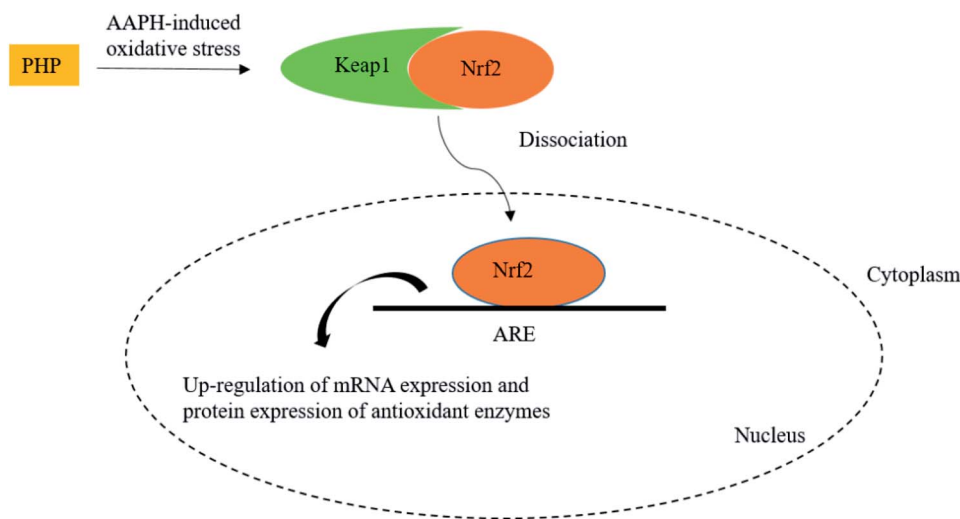 AAPH-induced
oxidative stress
PHP
Keap1
Nrf2
Dissociation
Nrf2
Cytoplasm
ARE
Up-regulation of mRNA expression and
protein expression of antioxidant enzymes
Nucleus